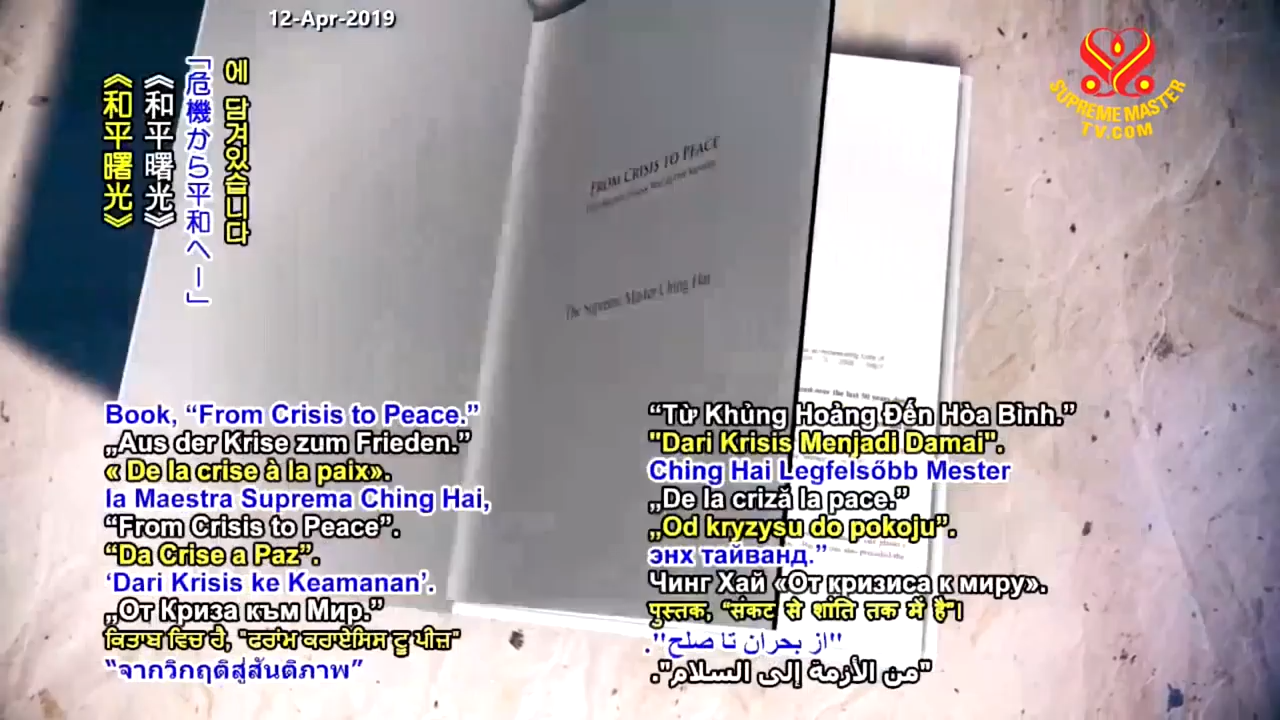 12-Apr-2019
SUPREME MASTER
TV.COM
에 담겨있습니다
「危機から平和へー」
《和平曙光》
《和平曙光》
FROM CRISIS TO PEACE
The Supreme Master Ching Hai
Book, “From Crisis to Peace.”
„Aus der Krise zum Frieden.”
« De la crise à la paix».
la Maestra Suprema Ching Hai,
“From Crisis to Peace”.
“Da Crise a Paz”.
‘Dari Krisis ke Keamanan’.
„От Криза към Мир.”
ਕਿਤਾਬ ਵਿਚ ਹੈ, "ਫਰਾਂਮ ਕਰਾਏਸਿਸ ਟੂ ਪੀਜ਼"
“จากวิกฤติสู่สันติภาพ”
“Từ Khủng Hoảng Đến Hòa Bình.”
"Dari Krisis Menjadi Damai".
Ching Hai Legfelsőbb Mester
„De la criză la pace.”
„Od kryzysu do pokoju”.
энх тайванд.”
Чинг Хай «От кризиса к миру».
पुस्तक, “संकट से शांति तक में है”।
"از بحران تا صلح".
"من الأزمة إلى السلام".